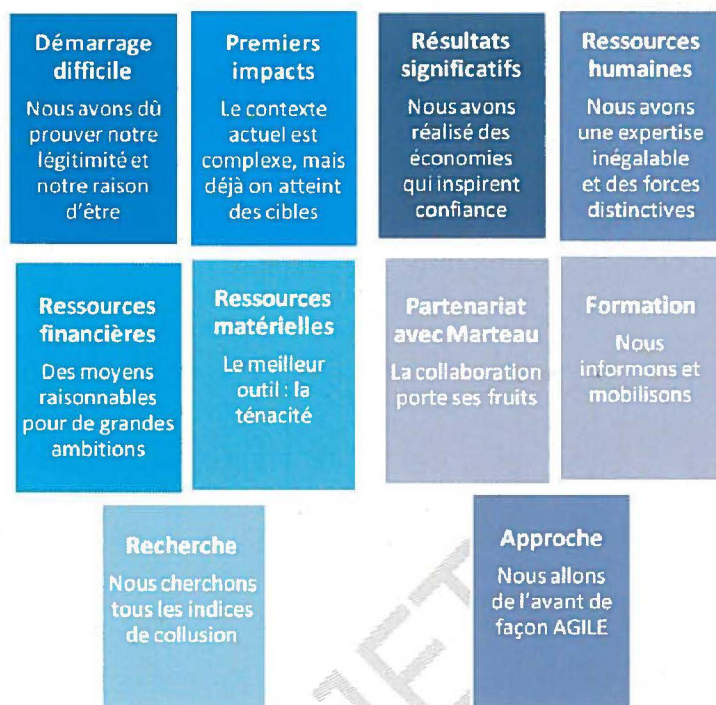 Démarrage
difficile
Nous avons dû
prouver notre
légitimité et
notre raison
d'être
Premiers
impacts
Le contexte
actuel est
complexe, mais
déjà on atteint
des cibles
Résultats
significatifs
Nous avons
réalisé des
économies
qui inspirent
confiance
Ressources
humaines
Nous avons
une expertise
inégalable
et des forces
distinctives
Ressources
financières
Des moyens
raisonnables
pour de grandes
ambitions
Ressources
matérielles
Le meilleur
outil : la
ténacité
Partenariat
avec Marteau
La collaboration
porte ses fruits
Formation
Nous
informons et
mobilisons
Recherche
Nous cherchons
tous les indices
de collusion
Approche
Nous allons
de l'avant de
façon AGILE